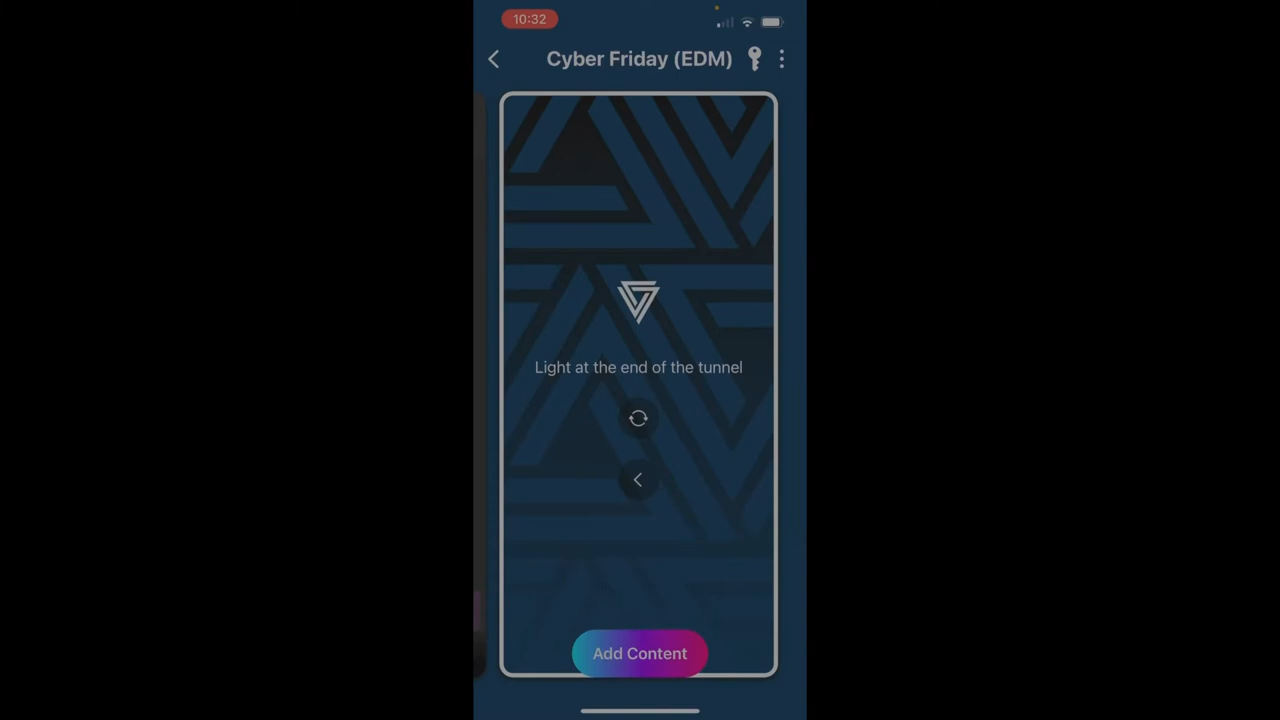 10:32
Cyber Friday (EDM)
Light at the end of the tunnel
Add Content